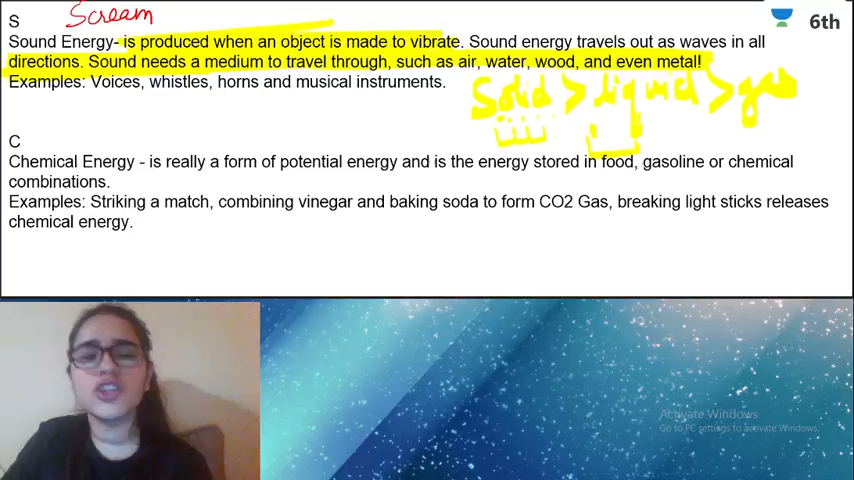 S
Scream
6th
Sound Energy- is produced when an object is made to vibrate. Sound energy travels out as waves in all
directions. Sound needs a medium to travel through, such as air, water, wood, and even metal!
Examples: Voices, whistles, horns and musical instruments.
Solid > liquid > gas
C
Chemical Energy - is really a form of potential energy and is the energy stored in food, gasoline or chemical
combinations.
Examples: Striking a match, combining vinegar and baking soda to form CO2 Gas, breaking light sticks releases
chemical energy.
Activate Windows
Go to PC settings to activate Windows.